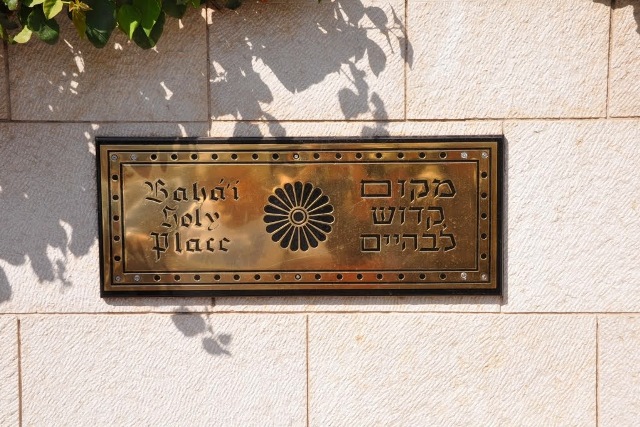 Bahá'í
Holy
Place
מקום
קדוש
לבהיים